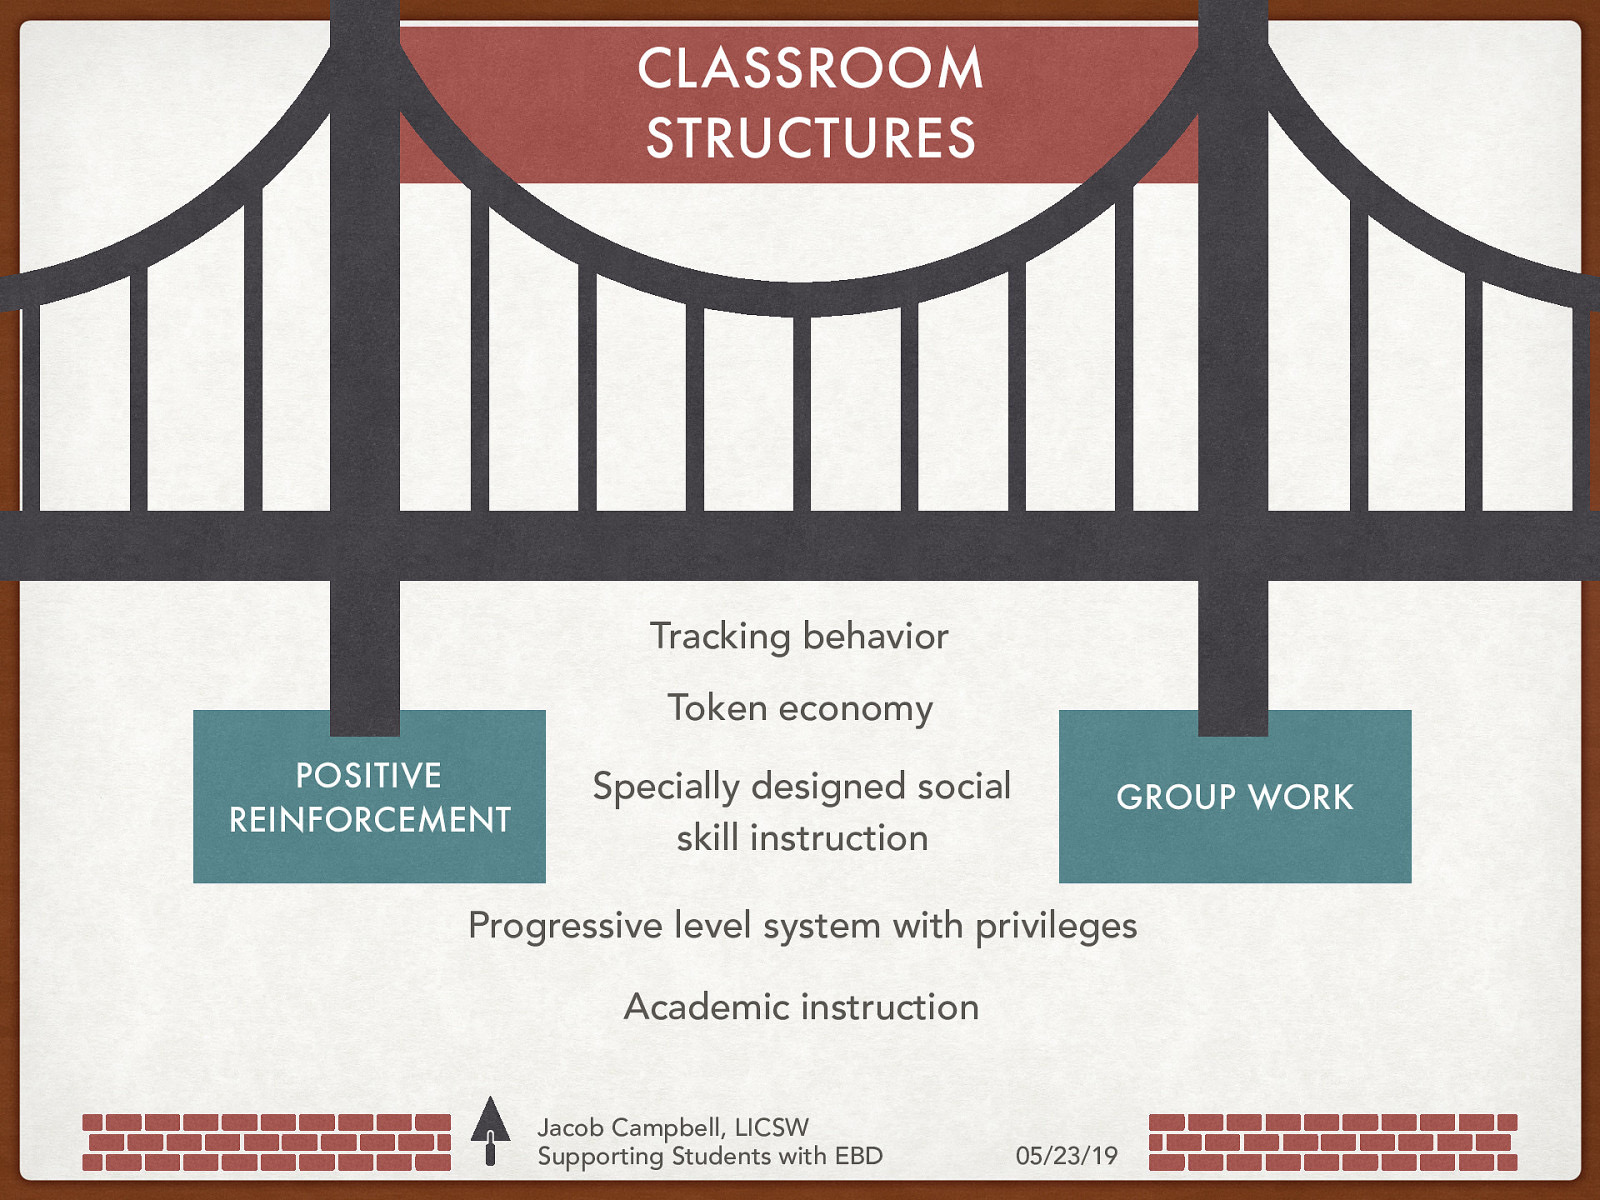 CLASSROOM
STRUCTURES
Tracking behavior
Token economy
Specially designed social
skill instruction
Progressive level system with privileges
Academic instruction
POSITIVE
REINFORCEMENT
GROUP WORK
Jacob Campbell, LICSW
Supporting Students with EBD
05/23/19